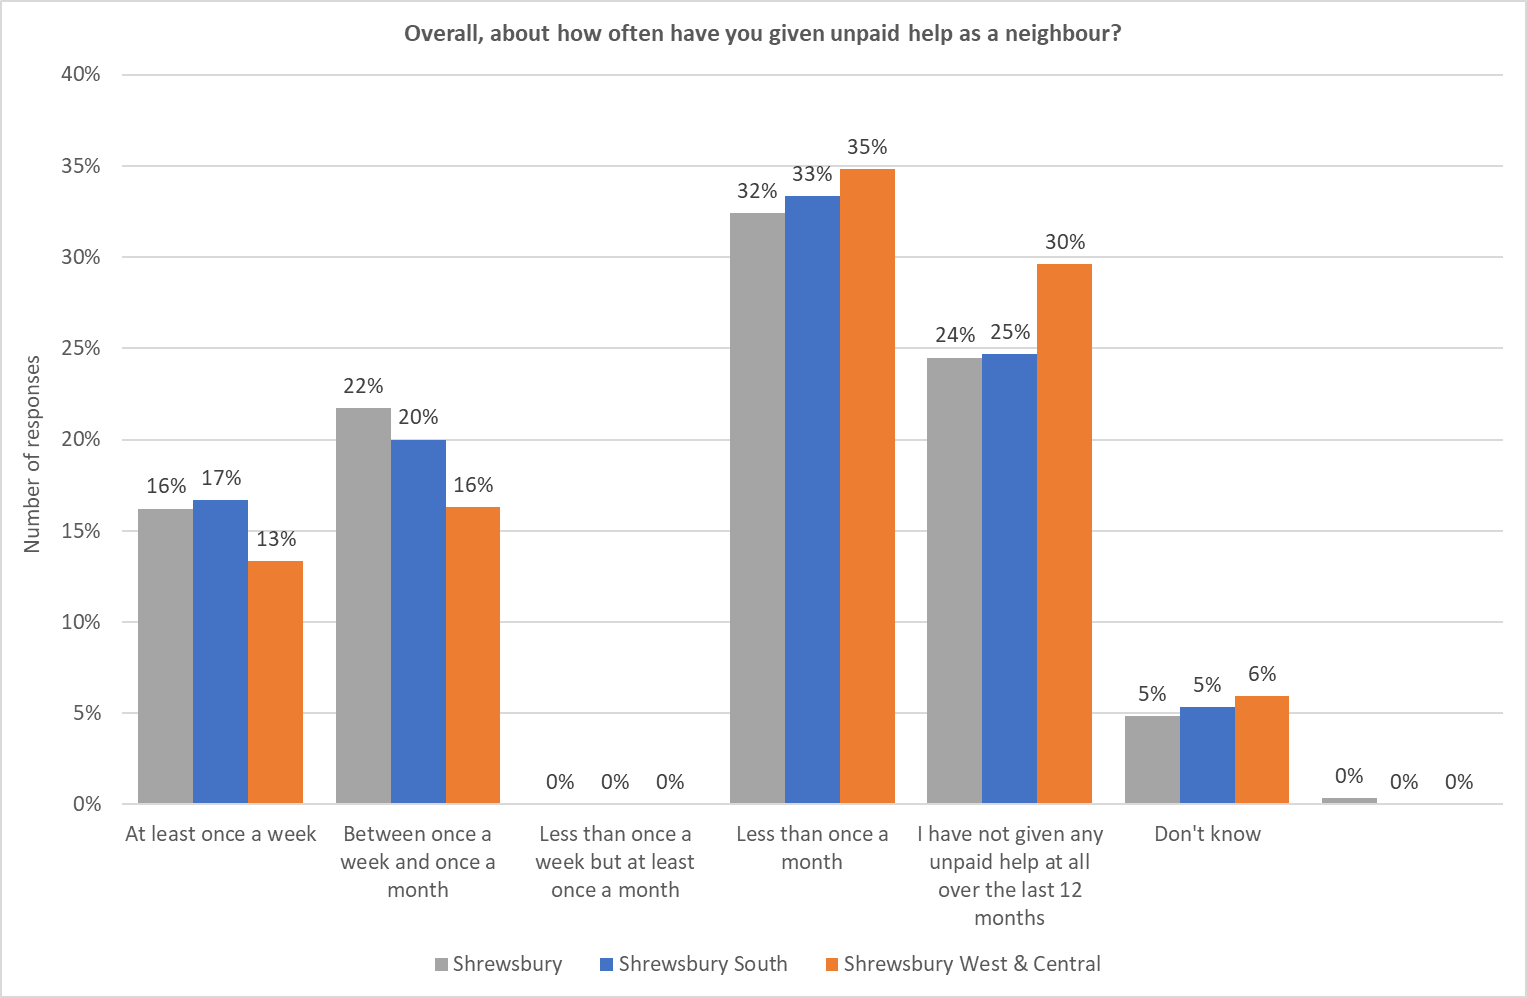 Overall, about how often have you given unpaid help as a neighbour?
Number of responses
40%
35%
30%
25%
20%
15%
10%
5%
0%
16%
17%
13%
22%
20%
16%
0%
0%
0%
32%
33%
35%
24%
25%
30%
5%
5%
6%
0%
0%
0%
At least once a week
Between once a
week and once a
month
Less than once a
week but at least
once a month
Less than once a
month
I have not given any
unpaid help at all
over the last 12
months
Don't know
Shrewsbury
Shrewsbury South
Shrewsbury West & Central